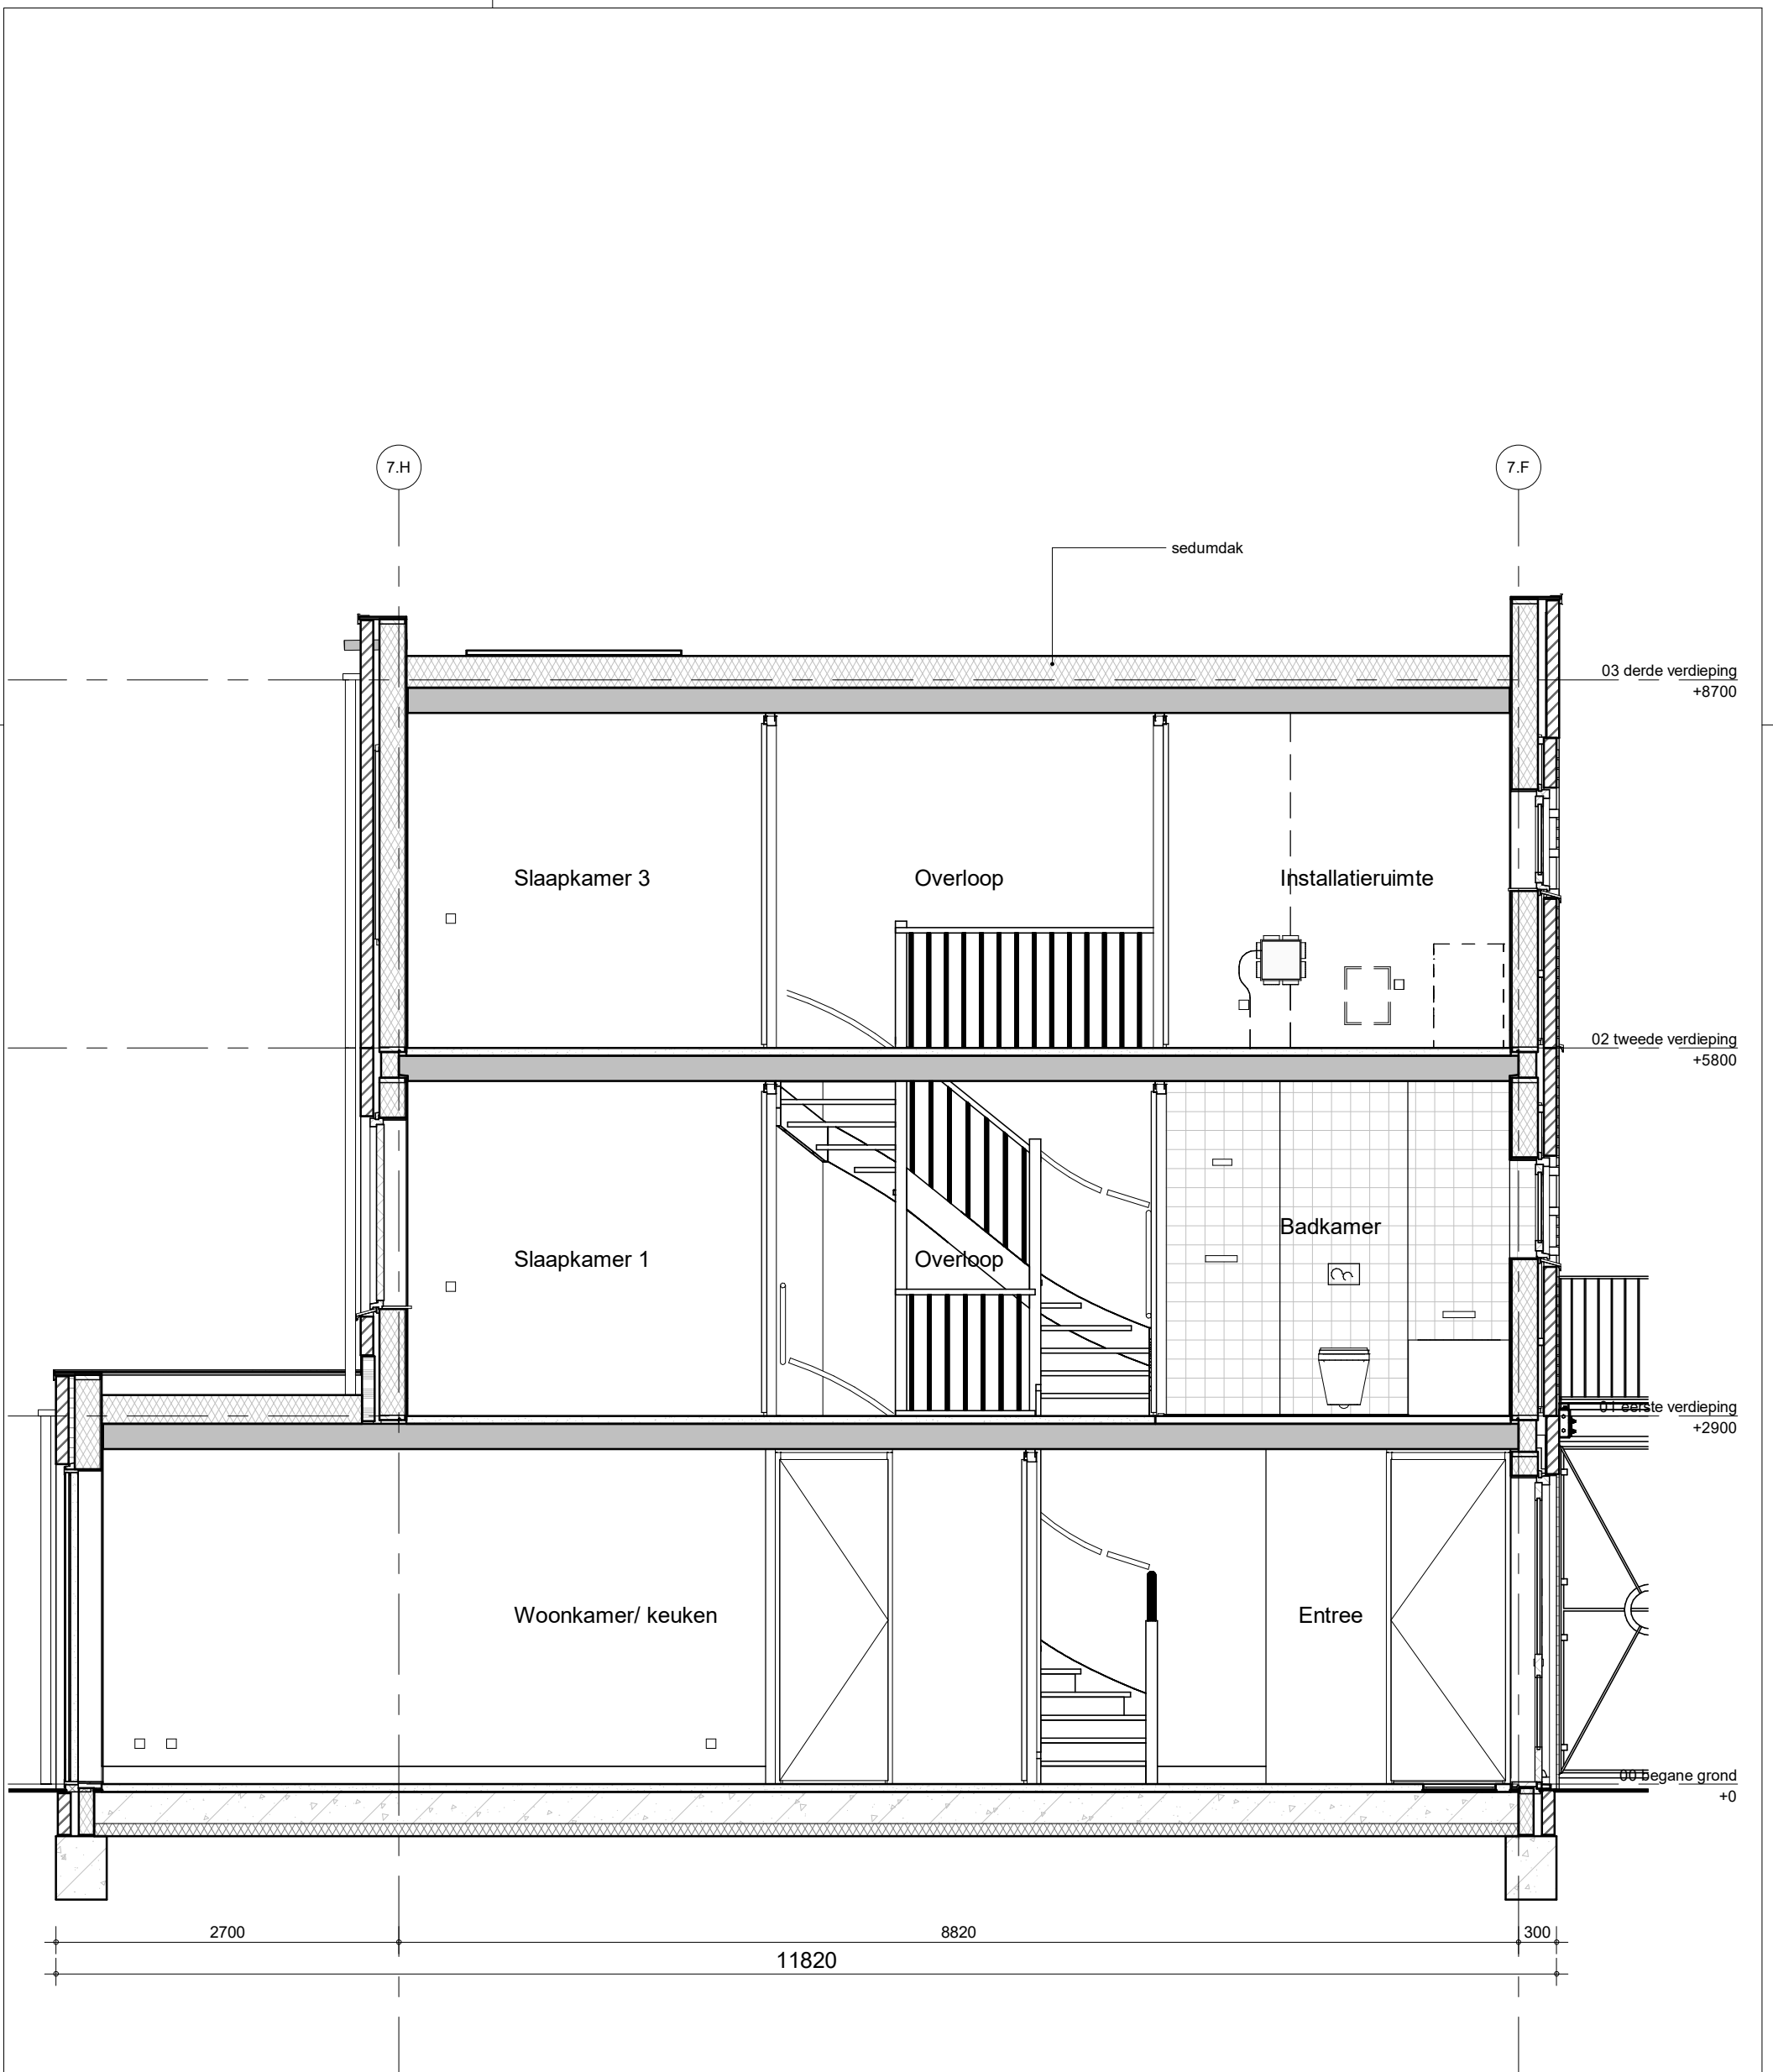 7.H
7.F
sedumdak
03 derde verdieping
+8700
Slaapkamer 3
Overloop
Installatieruimte
02 tweede verdieping
+5800
Badkamer
Slaapkamer 1
Overloop
01 eerste verdieping
+2900
Woonkamer/ keuken
Entree
00 begane grond
+0
2700
8820
300
11820